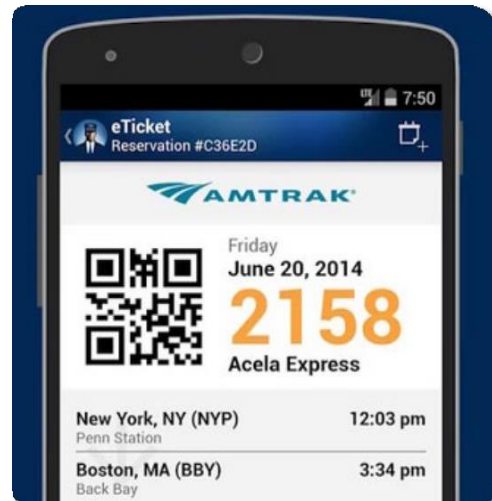 LTE 7:50
eTicket
Reservation #C36E2D
AMTRAK®
Friday
June 20, 2014
2158
Acela Express
New York, NY (NYP) 12:03 pm
Penn Station
Boston, MA (BBY) 3:34 pm
Back Bay